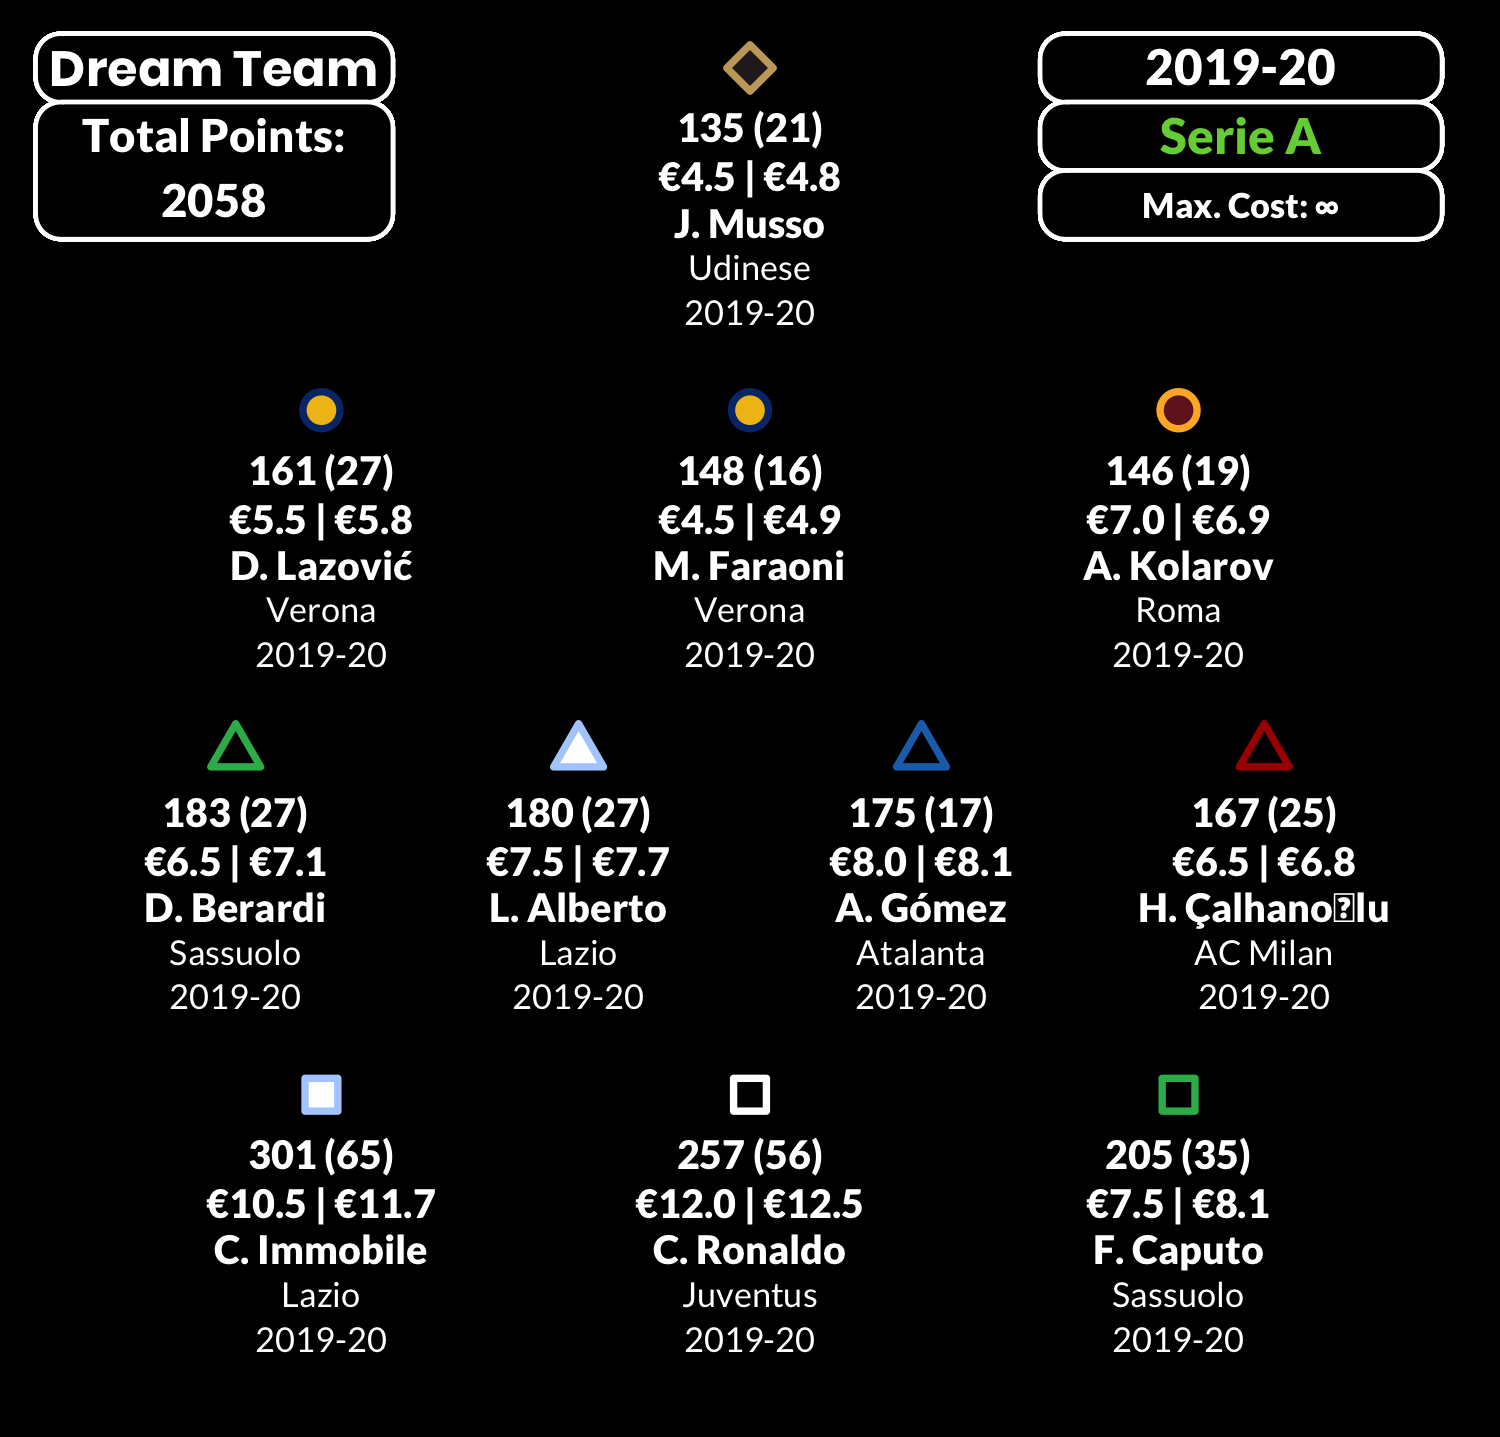 Dream Team
Total Points:
2058
2019-20
Serie A
Max. Cost: ∞
135 (21)
€4.5 | €4.8
J. Musso
Udinese
2019-20
161 (27)
€5.5 | €5.8
D. Lazović
Verona
2019-20
148 (16)
€4.5 | €4.9
M. Faraoni
Verona
2019-20
146 (19)
€7.0 | €6.9
A. Kolarov
Roma
2019-20
183 (27)
€6.5 | €7.1
D. Berardi
Sassuolo
2019-20
180 (27)
€7.5 | €7.7
L. Alberto
Lazio
2019-20
175 (17)
€8.0 | €8.1
A. Gómez
Atalanta
2019-20
167 (25)
€6.5 | €6.8
H. Çalhano�lu
AC Milan
2019-20
301 (65)
€10.5 | €11.7
C. Immobile
Lazio
2019-20
257 (56)
€12.0 | €12.5
C. Ronaldo
Juventus
2019-20
205 (35)
€7.5 | €8.1
F. Caputo
Sassuolo
2019-20